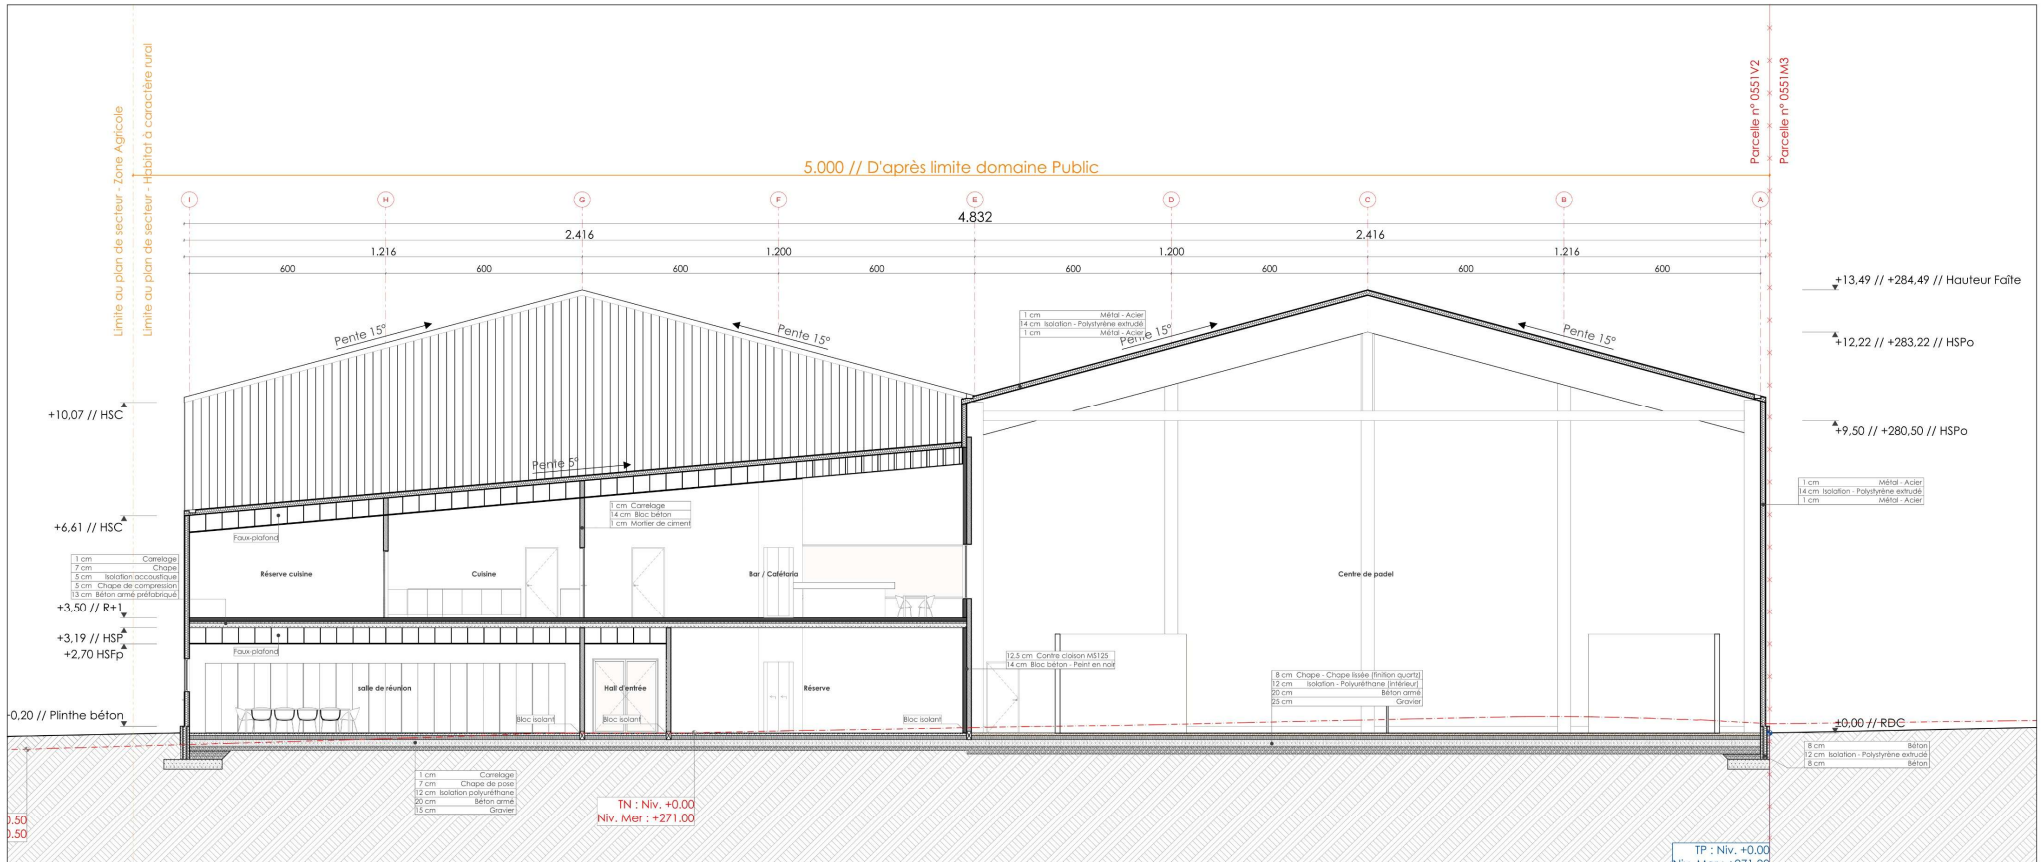 Limite au plan de secteur - Zone Agricole
Limite au plan de secteur - Habitat à caractère rural
Parcelle n° 0551V2
Parcelle n° 0551M3
5.000 // D'après limite domaine Public
I
H
G
F
E
D
C
B
A
4.832
2.416
2.416
1.216
1.200
1.200
1.216
600
600
600
600
600
600
600
600
+13,49 // +284,49 // Hauteur Faîte
+12,22 // +283,22 // HSPo
+9,50 // +280,50 // HSPo
Pente 15°
Pente 15°
Pente 15°
Pente 15°
1 cm Métal - Acier
14 cm Isolation - Polystyrène extrudé
1 cm Métal - Acier
+10,07 // HSC
Pente 5°
1 cm Métal - Acier
14 cm Isolation - Polystyrène extrudé
1 cm Métal - Acier
1 cm Carrelage
14 cm Bloc béton
1 cm Mortier de ciment
+6,61 // HSC
Faux-plafond
1 cm Carrelage
7 cm Chape
5 cm Isolation accoustique
5 cm Chape de compression
13 cm Béton armé préfabriqué
Réserve cuisine
Cuisine
Bar / Cafétaria
Centre de padel
+3,50 // R+1
+3,19 // HSP
+2,70 HSFp
Faux-plafond
12.5 cm Contre cloison MS125
14 cm Bloc béton - Peint en noir
8 cm Chape - Chape lissée (finition quartz)
12 cm Isolation - Polyuréthane (intérieur)
20 cm Béton armé
25 cm Gravier
salle de réunion
Hall d'entrée
Réserve
Bloc isolant
Bloc isolant
Bloc isolant
+0,20 // Plinthe béton
±0,00 // RDC
8 cm Béton
12 cm Isolation - Polystyrène extrudé
8 cm Béton
1 cm Carrelage
7 cm Chape de pose
12 cm Isolation polyuréthane
20 cm Béton armé
15 cm Gravier
TN : Niv. +0.00
Niv. Mer : +271.00
0.50
0.50
TP : Niv. +0.00